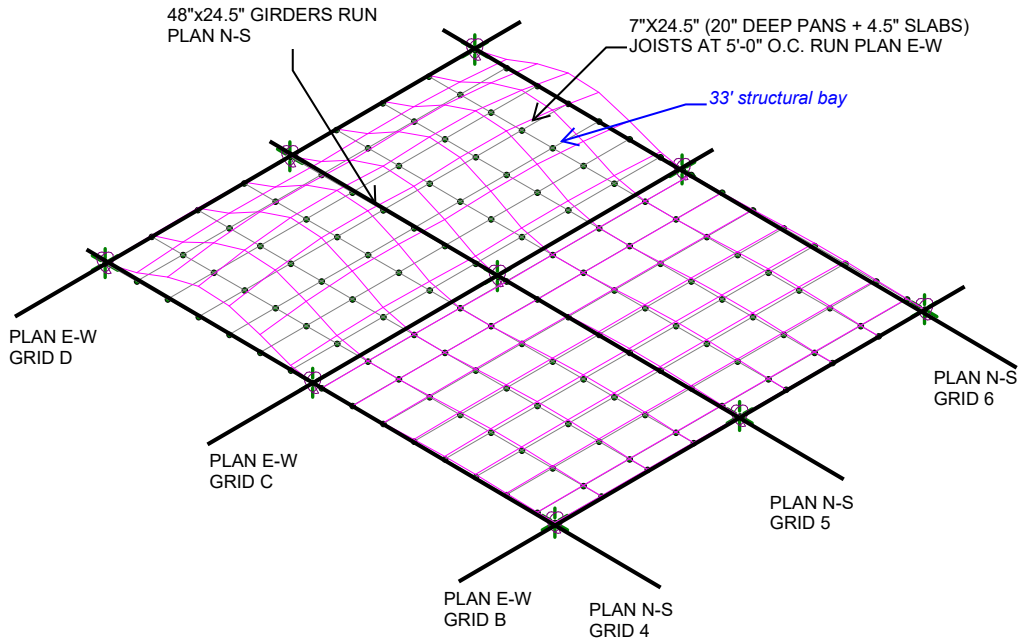 48"x24.5" GIRDERS RUN
PLAN N-S
7"X24.5" (20" DEEP PANS + 4.5" SLABS)
JOISTS AT 5'-0" O.C. RUN PLAN E-W
33' structural bay
PLAN E-W
GRID D
PLAN E-W
GRID C
PLAN E-W
GRID B
PLAN N-S
GRID 4
PLAN N-S
GRID 5
PLAN N-S
GRID 6